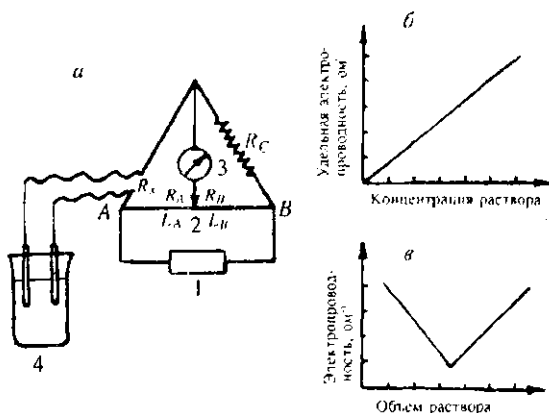 а
R_C
3
R_x
R_A
R_B
A
B
L_A
2
L_B
1
4
б
Удельная электро-
проводность, ом
Концентрация раствора
в
Электропровод-
ность, ом⁻¹
Объем раствора